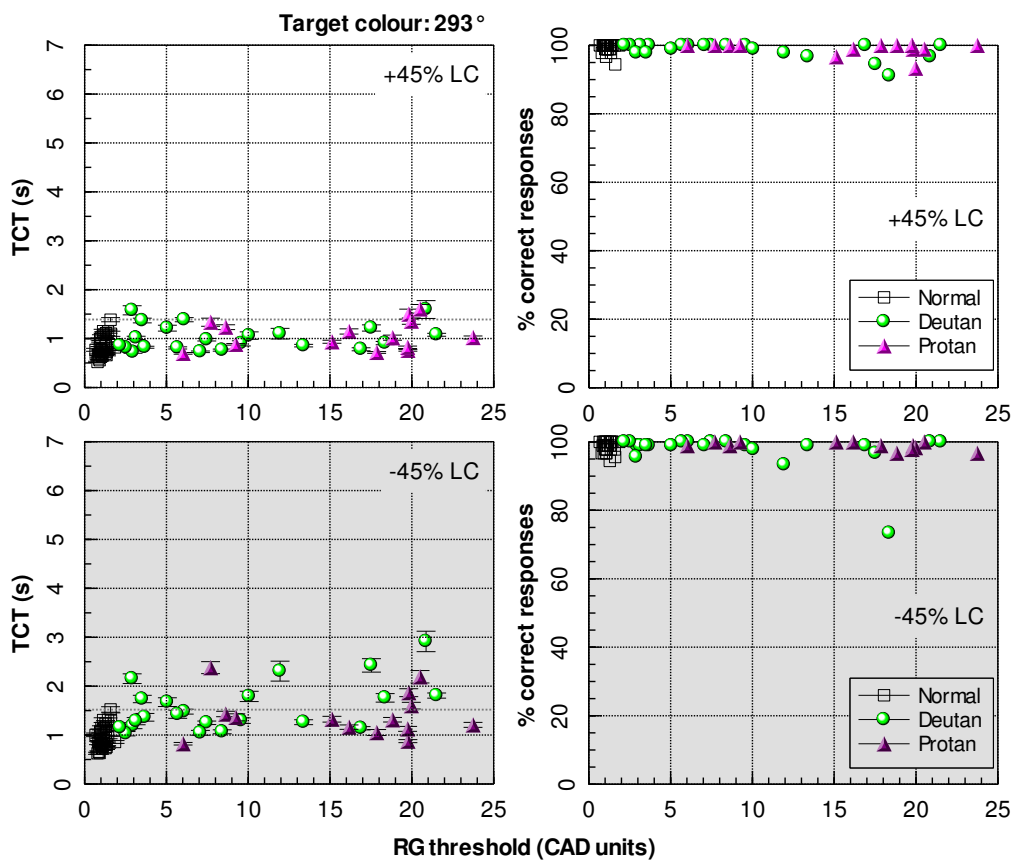 Target colour: 293°
TCT (s)
7
6
5
4
3
2
1
0
+45% LC
0 5 10 15 20 25
% correct responses
100
80
60
40
20
0
+45% LC
Normal
Deutan
Protan
0 5 10 15 20 25
TCT (s)
7
6
5
4
3
2
1
0
-45% LC
0 5 10 15 20 25
% correct responses
100
80
60
40
20
0
-45% LC
Normal
Deutan
Protan
0 5 10 15 20 25
RG threshold (CAD units)